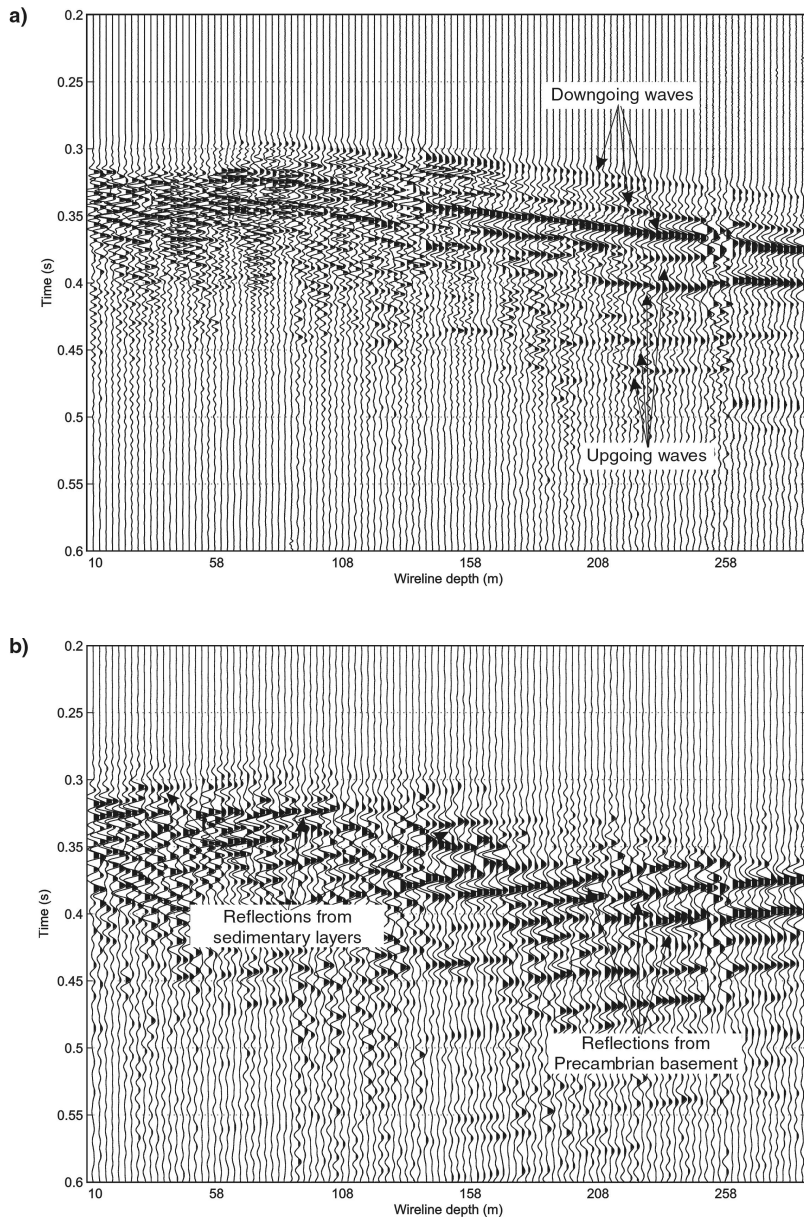 a)
0.2
0.25
Downgoing waves
0.3
0.35
Time (s)
0.4
0.45
0.5
Upgoing waves
0.55
0.6
10 58 108 158 208 258
Wireline depth (m)
b)
0.2
0.25
0.3
0.35
Time (s)
0.4
Reflections from
sedimentary layers
0.45
0.5
Reflections from
Precambrian basement
0.55
0.6
10 58 108 158 208 258
Wireline depth (m)